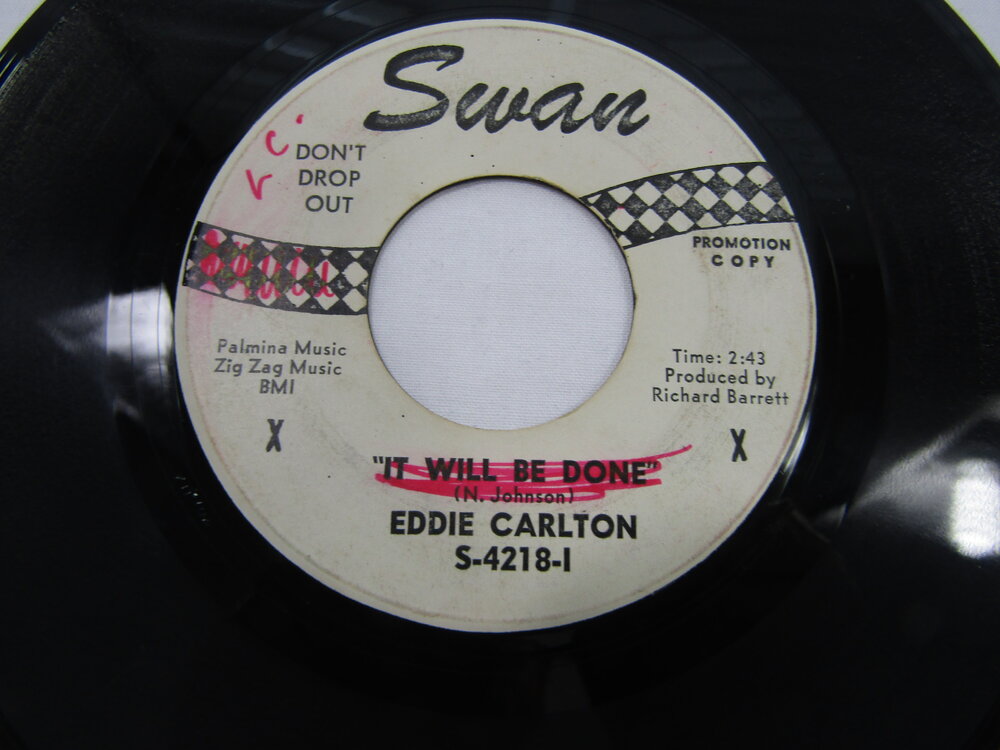 Swan
DON'T
DROP
OUT
PROMOTION
COPY
Palmina Music
Zig Zag Music
BMI
X
Time: 2:43
Produced by
Richard Barrett
X
"IT WILL BE DONE"
(N. Johnson)
EDDIE CARLTON
S-4218-I